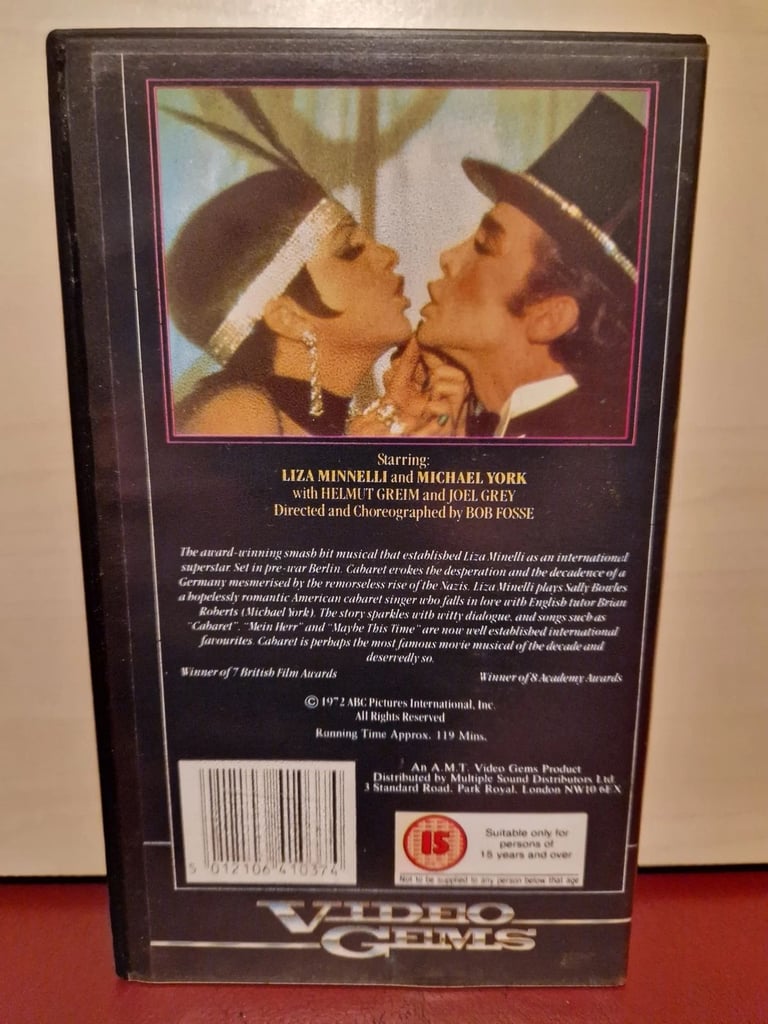 Starring:
LIZA MINNELLI and MICHAEL YORK
with HELMUT GREIM and JOEL GREY
Directed and Choreographed by BOB FOSSE
The award-winning smash hit musical that established Liza Minelli as an international
superstar. Set in pre-war Berlin. Cabaret evokes the desperation and the decadence of a
Germany mesmerised by the remorseless rise of the Nazis. Liza Minelli plays Sally Bowles
a hopelessly romantic American cabaret singer who falls in love with English tutor Brian
Roberts (Michael York). The story sparkles with witty dialogue, and songs such as
"Cabaret", "Mein Herr" and "Maybe This Time" are now well established international
favourites. Cabaret is perhaps the most famous movie musical of the decade and
deservedly so.
Winner of 7 British Film Awards
Winner of 8 Academy Awards
© 1972 ABC Pictures International, Inc.
All Rights Reserved
Running Time Approx. 119 Mins.
An A.M.T. Video Gems Product
Distributed by Multiple Sound Distributors Ltd.
3 Standard Road, Park Royal, London NW10 6EX
5 012106 410374
15
Suitable only for
persons of
15 years and over
Not to be supplied to any person below that age
VIDEO
GEMS